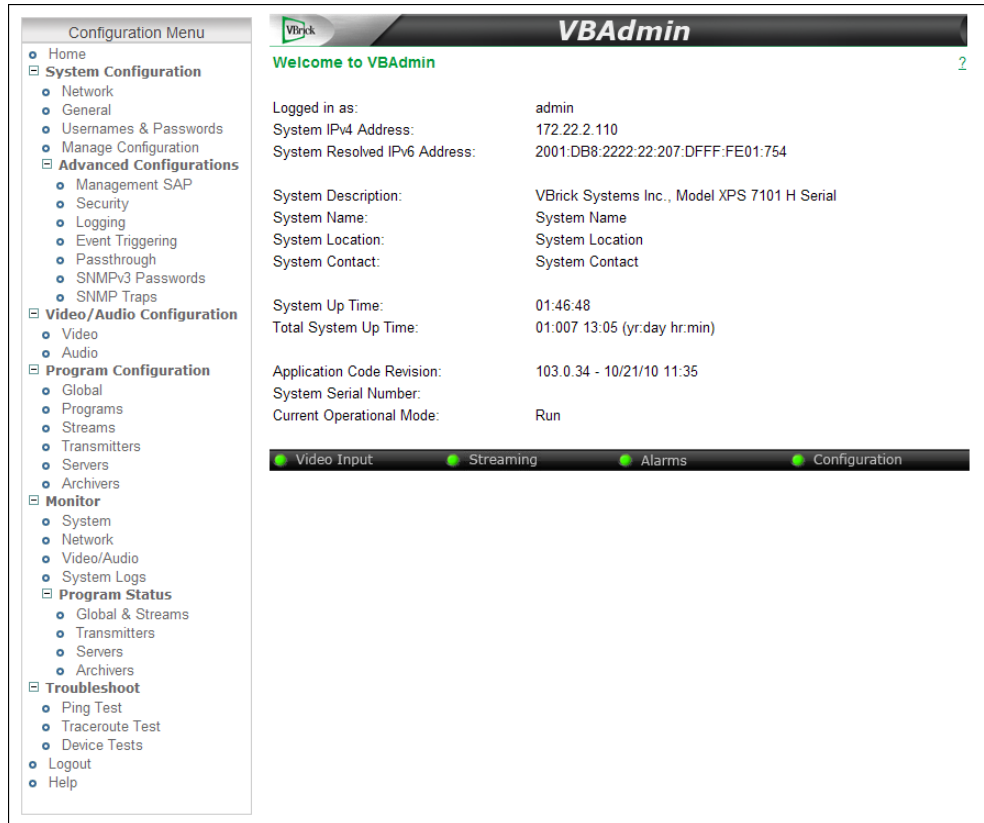 Configuration Menu
Home
System Configuration
Network
General
Usernames & Passwords
Manage Configuration
Advanced Configurations
Management SAP
Security
Logging
Event Triggering
Passthrough
SNMPv3 Passwords
SNMP Traps
Video/Audio Configuration
Video
Audio
Program Configuration
Global
Programs
Streams
Transmitters
Servers
Archivers
Monitor
System
Network
Video/Audio
System Logs
Program Status
Global & Streams
Transmitters
Servers
Archivers
Troubleshoot
Ping Test
Traceroute Test
Device Tests
Logout
Help
VBrick VBAdmin
Welcome to VBAdmin ?
Logged in as: admin
System IPv4 Address: 172.22.2.110
System Resolved IPv6 Address: 2001:DB8:2222:22:207:DFFF:FE01:754
System Description: VBrick Systems Inc., Model XPS 7101 H Serial
System Name: System Name
System Location: System Location
System Contact: System Contact
System Up Time: 01:46:48
Total System Up Time: 01:007 13:05 (yr:day hr:min)
Application Code Revision: 103.0.34 - 10/21/10 11:35
System Serial Number:
Current Operational Mode: Run
Video Input Streaming Alarms Configuration